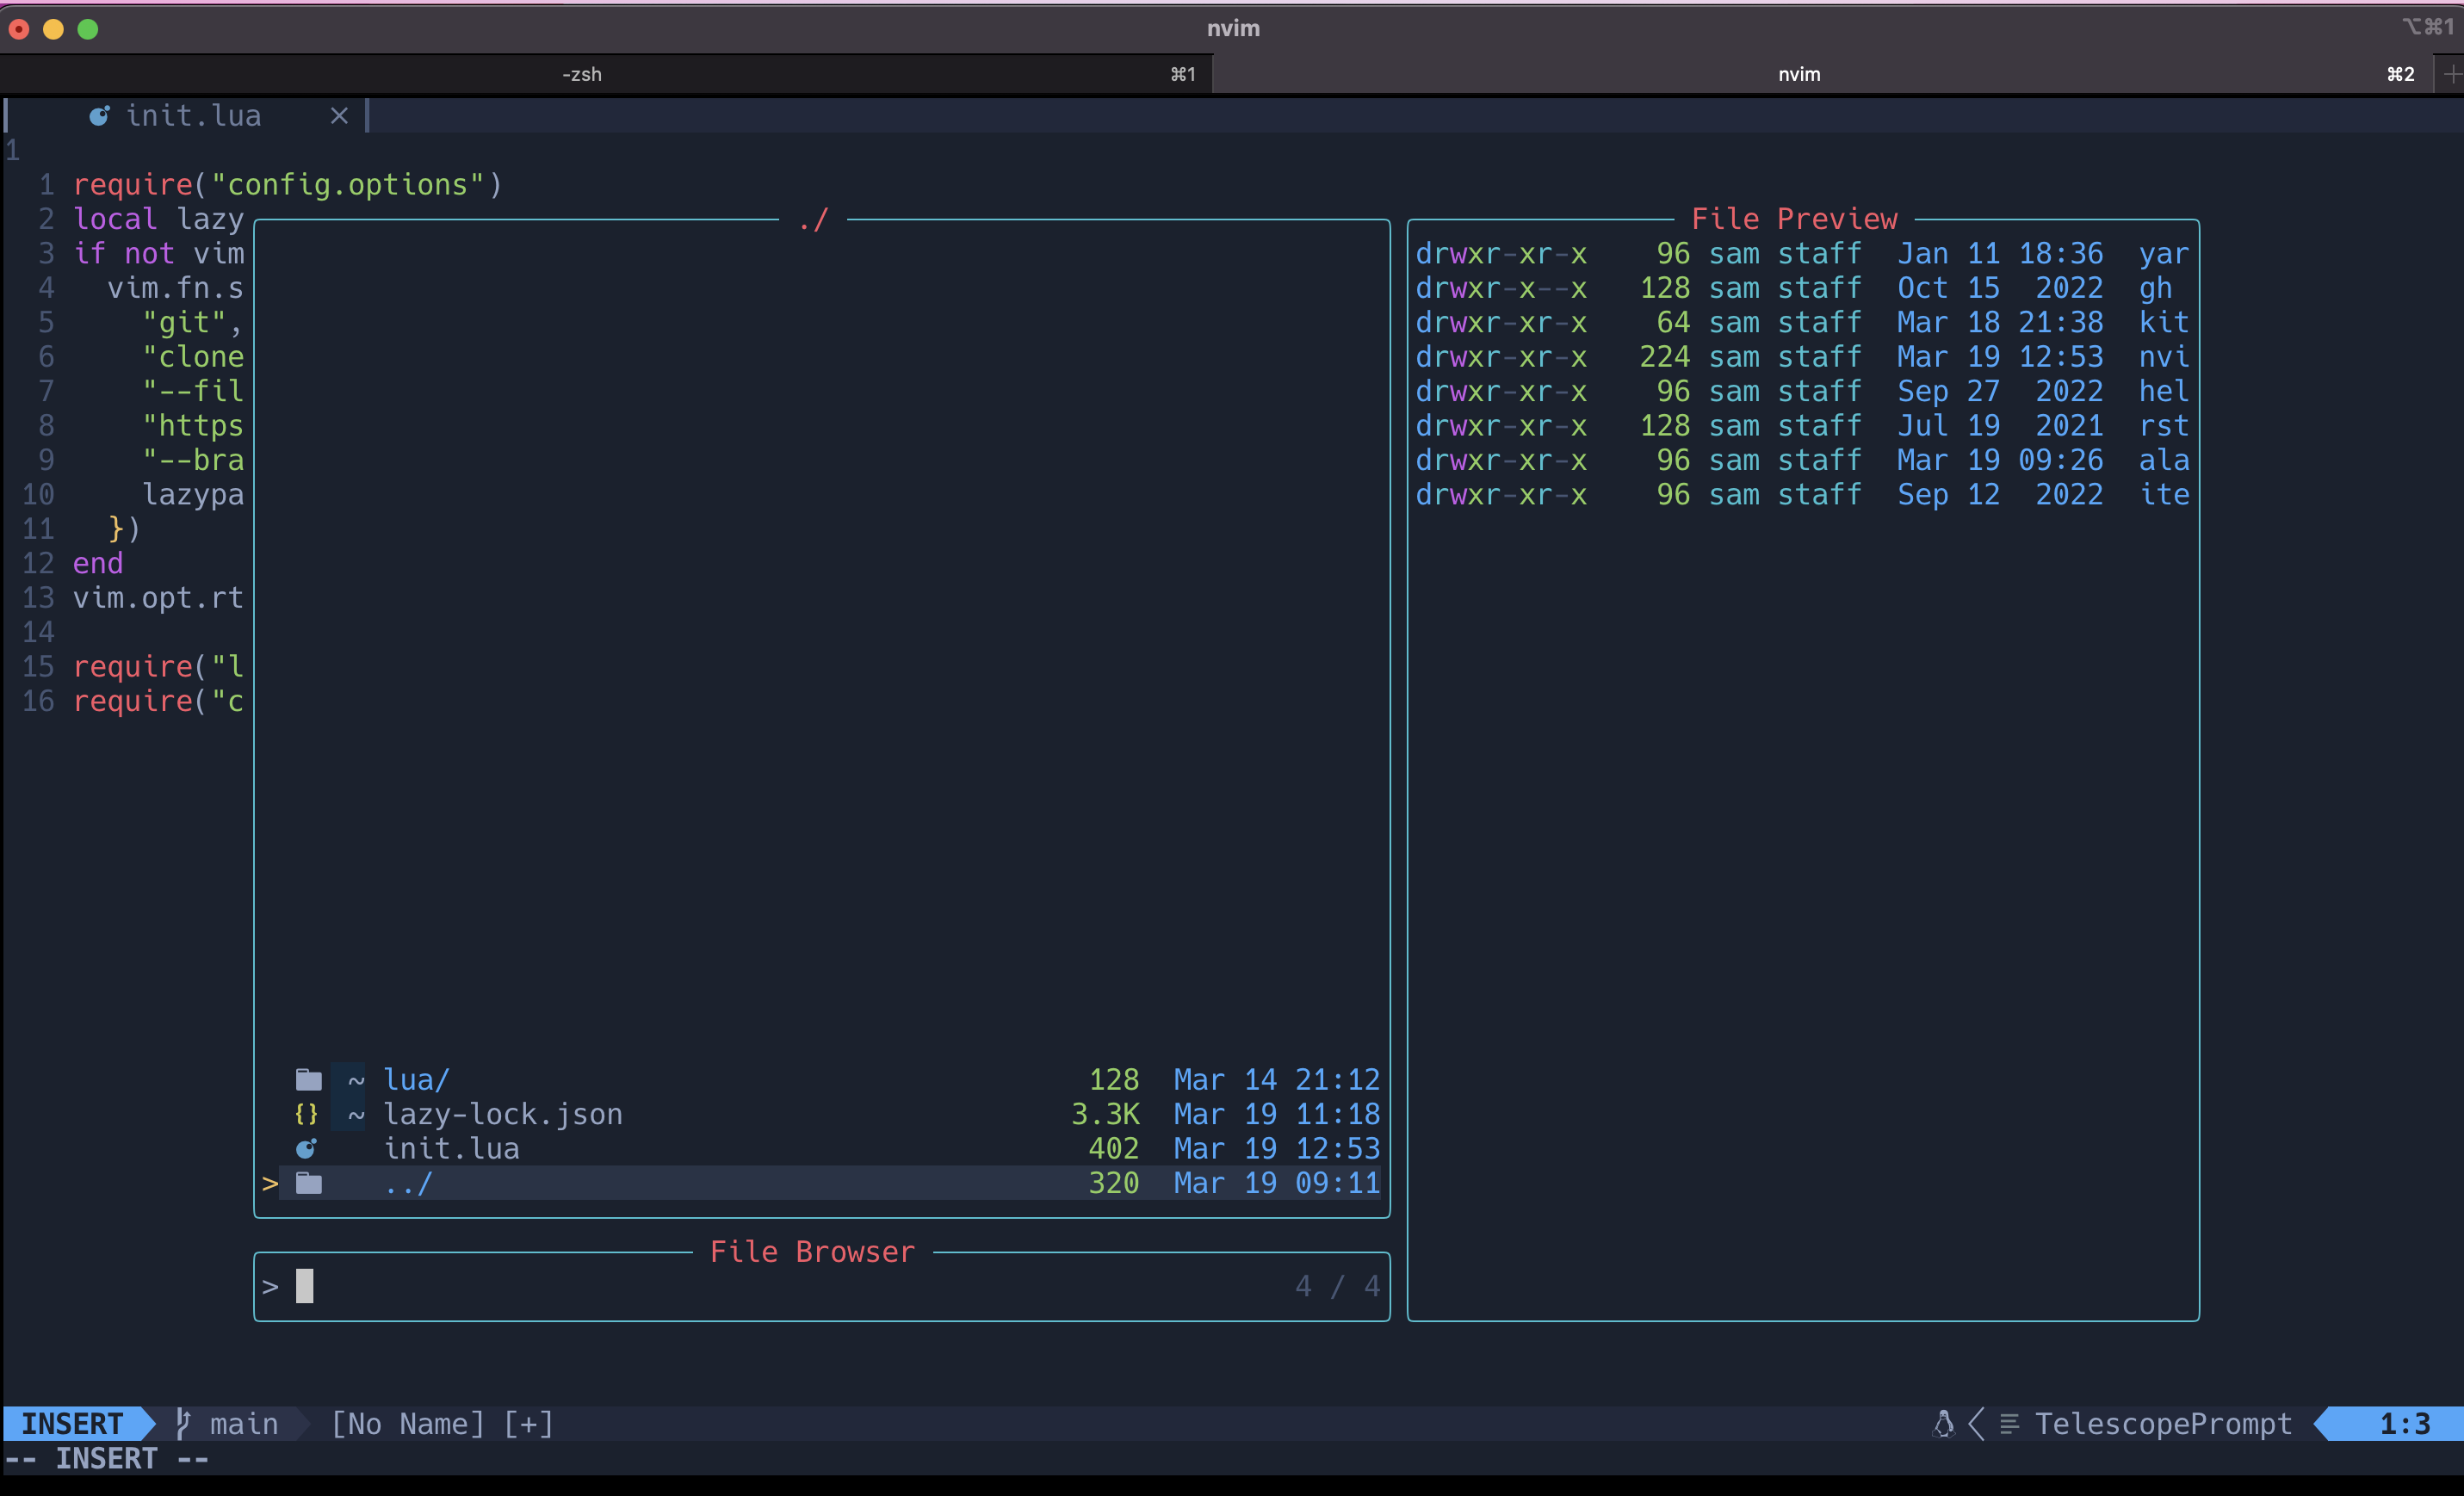 nvim ⌥⌘1
-zsh ⌘1 nvim ⌘2 +
init.lua ×
1
1 require("config.options")
2 local lazy
3 if not vim
4 vim.fn.s
5 "git",
6 "clone
7 "--fil
8 "https
9 "--bra
10 lazypa
11 })
12 end
13 vim.opt.rt
14
15 require("l
16 require("c
./
~ lua/ 128 Mar 14 21:12
{} ~ lazy-lock.json 3.3K Mar 19 11:18
init.lua 402 Mar 19 12:53
> ../ 320 Mar 19 09:11
File Browser
> 4 / 4
File Preview
drwxr-xr-x 96 sam staff Jan 11 18:36 yar
drwxr-x--x 128 sam staff Oct 15 2022 gh
drwxr-xr-x 64 sam staff Mar 18 21:38 kit
drwxr-xr-x 224 sam staff Mar 19 12:53 nvi
drwxr-xr-x 96 sam staff Sep 27 2022 hel
drwxr-xr-x 128 sam staff Jul 19 2021 rst
drwxr-xr-x 96 sam staff Mar 19 09:26 ala
drwxr-xr-x 96 sam staff Sep 12 2022 ite
INSERT main [No Name] [+] TelescopePrompt 1:3
-- INSERT --